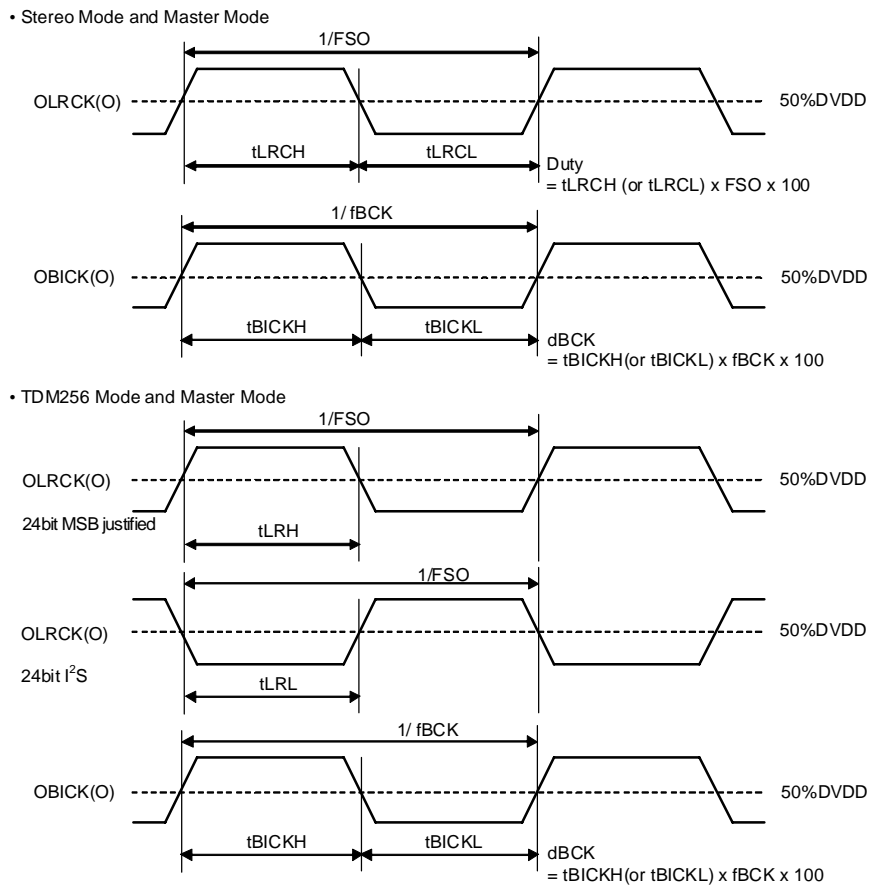 • Stereo Mode and Master Mode
1/FSO
OLRCK(O)
50%DVDD
tLRCH
tLRCL
Duty
= tLRCH (or tLRCL) x FSO x 100
1/ fBCK
OBICK(O)
50%DVDD
tBICKH
tBICKL
dBCK
= tBICKH(or tBICKL) x fBCK x 100
• TDM256 Mode and Master Mode
1/FSO
OLRCK(O)
50%DVDD
24bit MSB justified
tLRH
1/FSO
OLRCK(O)
50%DVDD
24bit I²S
tLRL
1/ fBCK
OBICK(O)
50%DVDD
tBICKH
tBICKL
dBCK
= tBICKH(or tBICKL) x fBCK x 100